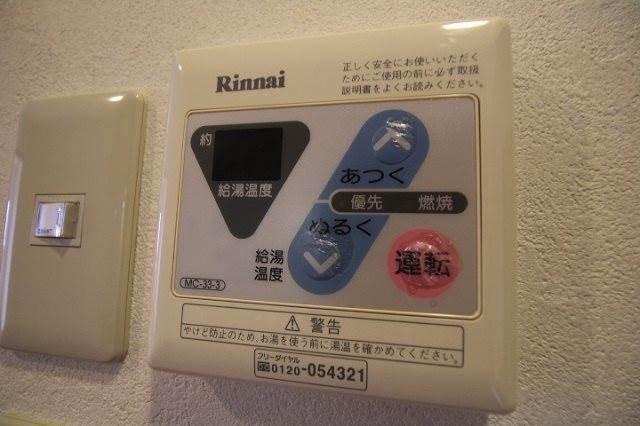 Rinnai
正しく安全にお使いいただく
ためにご使用の前に必ず取扱
説明書をよくお読みください。
約
給湯温度
あつく
優先 燃焼
ぬるく
給湯
温度
運転
MC-33-3
警告
やけど防止のため、お湯を使う前に湯温を確かめてください。
フリーダイヤル
0120-054321